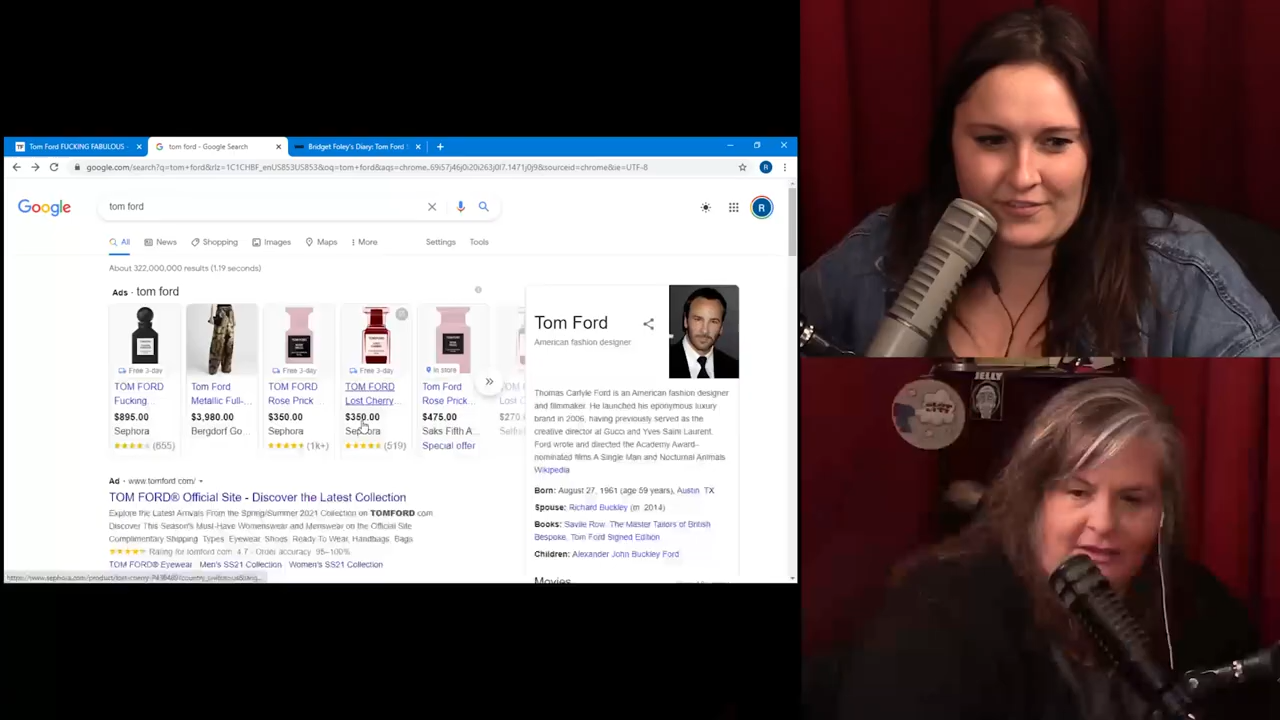 Tom Ford FUCKING FABULOUS -
tom ford - Google Search
Bridget Foley's Diary: Tom Ford
google.com/search?q=tom+ford&rlz=1C1CHBF_enUS853US853&oq=tom+ford&aqs=chrome..69i57j46j0i20i263j0l7.1471j0j9&sourceid=chrome&ie=UTF-8
R
Google
tom ford
R
All
News
Shopping
Images
Maps
More
Settings
Tools
About 322,000,000 results (1.19 seconds)
Ads · tom ford
Free 3-day
TOM FORD
Fucking...
$895.00
Sephora
(655)
Tom Ford
Metallic Full-...
$3,980.00
Bergdorf Go...
Free 3-day
TOM FORD
Rose Prick...
$350.00
Sephora
(1k+)
Free 3-day
TOM FORD
Lost Cherry...
$350.00
Sephora
(519)
In store
Tom Ford
Rose Prick...
$475.00
Saks Fifth A...
Special offer
Tom Ford
American fashion designer
Thomas Carlyle Ford is an American fashion designer
and filmmaker. He launched his eponymous luxury
brand in 2006, having previously served as the
creative director at Gucci and Yves Saint Laurent.
Ford wrote and directed the Academy Award-
nominated films A Single Man and Nocturnal Animals
Wikipedia
Born: August 27, 1961 (age 59 years), Austin, TX
Spouse: Richard Buckley (m. 2014)
Books: Savile Row: The Master Tailors of British
Bespoke, Tom Ford Signed Edition
Children: Alexander John Buckley Ford
Movies
Ad · www.tomford.com/
TOM FORD® Official Site - Discover the Latest Collection
Explore the Latest Arrivals From the Spring/Summer 2021 Collection on TOMFORD.com
Discover This Season's Must-Have Womenswear and Menswear on the Official Site
Complimentary Shipping. Types: Eyewear, Shoes, Ready-To-Wear, Handbags, Bags
Rating for tomford.com: 4.7 - Order accuracy: 95–100%
TOM FORD® Eyewear · Men's SS21 Collection · Women's SS21 Collection
JELLY